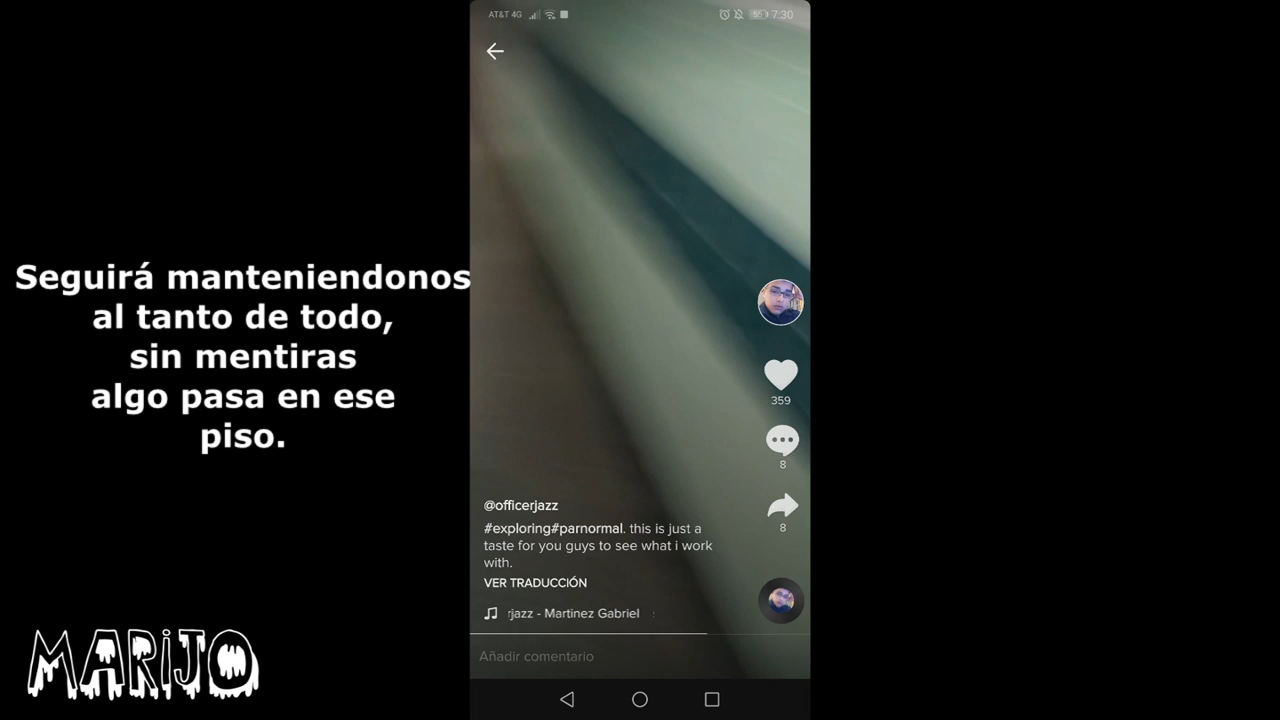 AT&T 4G
7:30
Seguirá manteniendonos
al tanto de todo,
sin mentiras
algo pasa en ese
piso.
359
8
8
@officerjazz
#exploring#parnormal. this is just a
taste for you guys to see what i work
with.
VER TRADUCCIÓN
rjazz - Martinez Gabriel
Añadir comentario
MARiJO